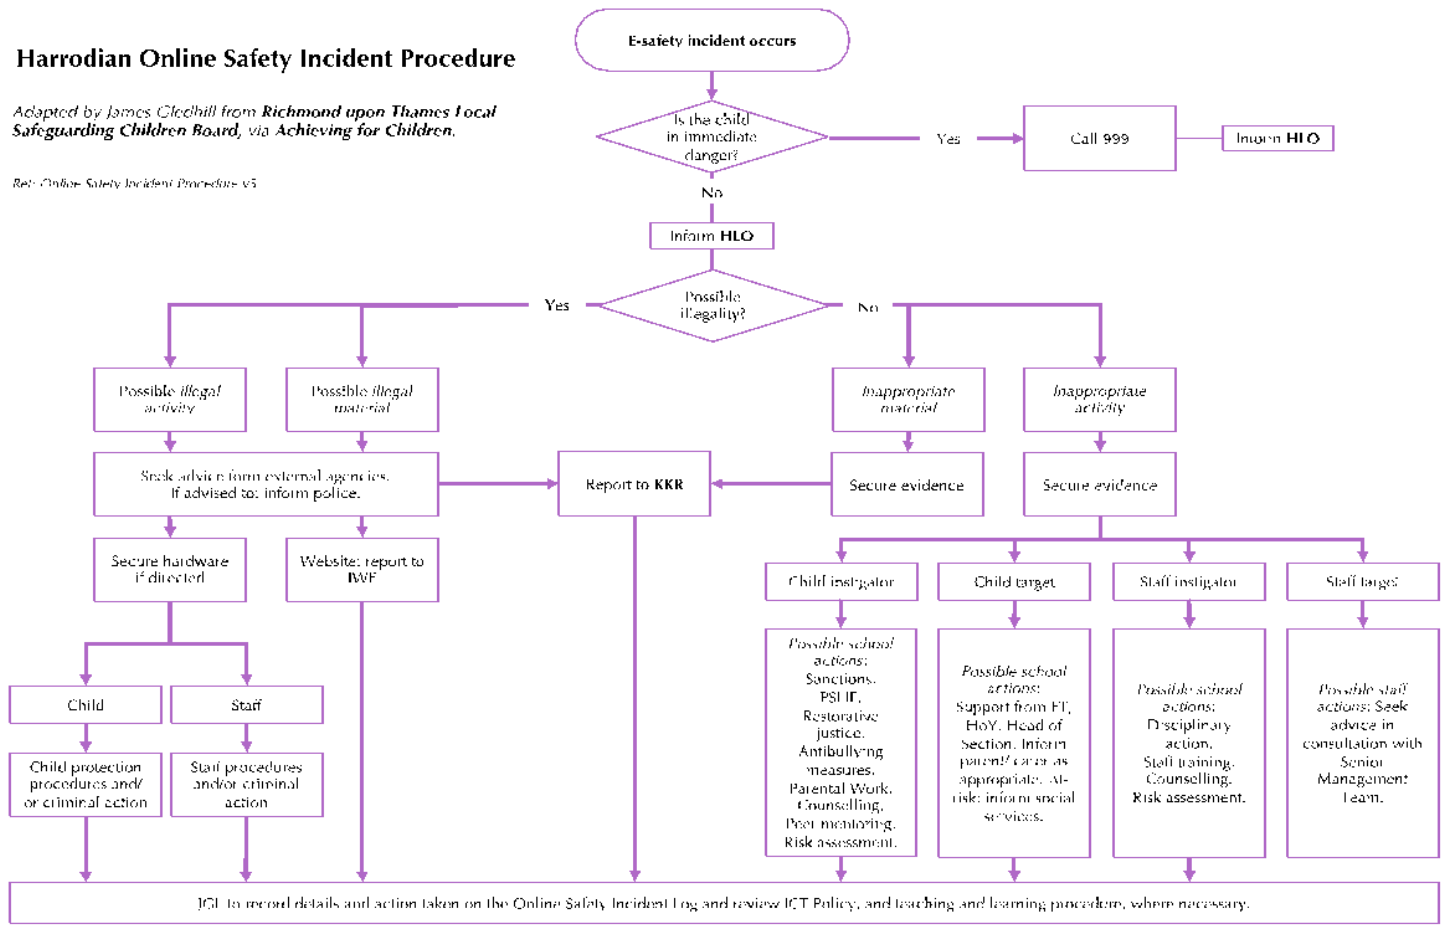 Harrodian Online Safety Incident Procedure
Adapted by James Gledhill from Richmond upon Thames Local
Safeguarding Children Board, via Achieving for Children.
Ref: Online Safety Incident Procedure v5
E-safety incident occurs
Is the child
in immediate
danger?
Yes
Call 999
Inform HLO
No
Inform HLO
Possible
illegality?
Yes
No
Possible illegal
activity
Possible illegal
material
Inappropriate
material
Inappropriate
activity
Seek advice form external agencies.
If advised to: inform police.
Report to KKR
Secure evidence
Secure evidence
Secure hardware
if directed
Website: report to
IWF
Child instigator
Child target
Staff instigator
Staff target
Child
Staff
Child protection
procedures and/
or criminal action
Staff procedures
and/or criminal
action
Possible school
actions:
Sanctions.
PSHE.
Restorative
justice.
Antibullying
measures.
Parental Work.
Counselling.
Peer mentoring.
Risk assessment.
Possible school
actions:
Support from FT,
HoY, Head of
Section. Inform
parent/ carer as
appropriate. At-
risk: inform social
services.
Possible school
actions:
Disciplinary
action.
Staff training.
Counselling.
Risk assessment.
Possible staff
actions: Seek
advice in
consultation with
Senior
Management
Team.
JGL to record details and action taken on the Online Safety Incident Log and review ICT Policy, and teaching and learning procedure, where necessary.